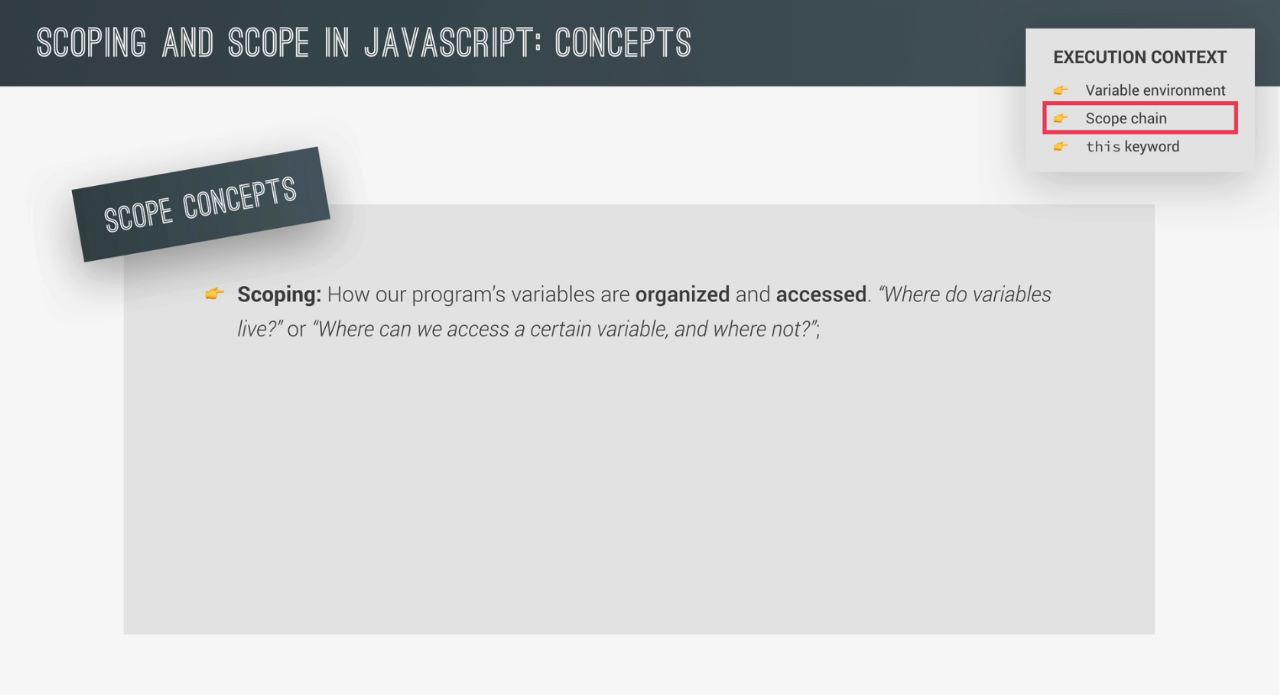 SCOPING AND SCOPE IN JAVASCRIPT: CONCEPTS
EXECUTION CONTEXT
👉 Variable environment
👉 Scope chain
👉 this keyword
SCOPE CONCEPTS
👉 Scoping: How our program’s variables are organized and accessed. “Where do variables
live?” or “Where can we access a certain variable, and where not?”;